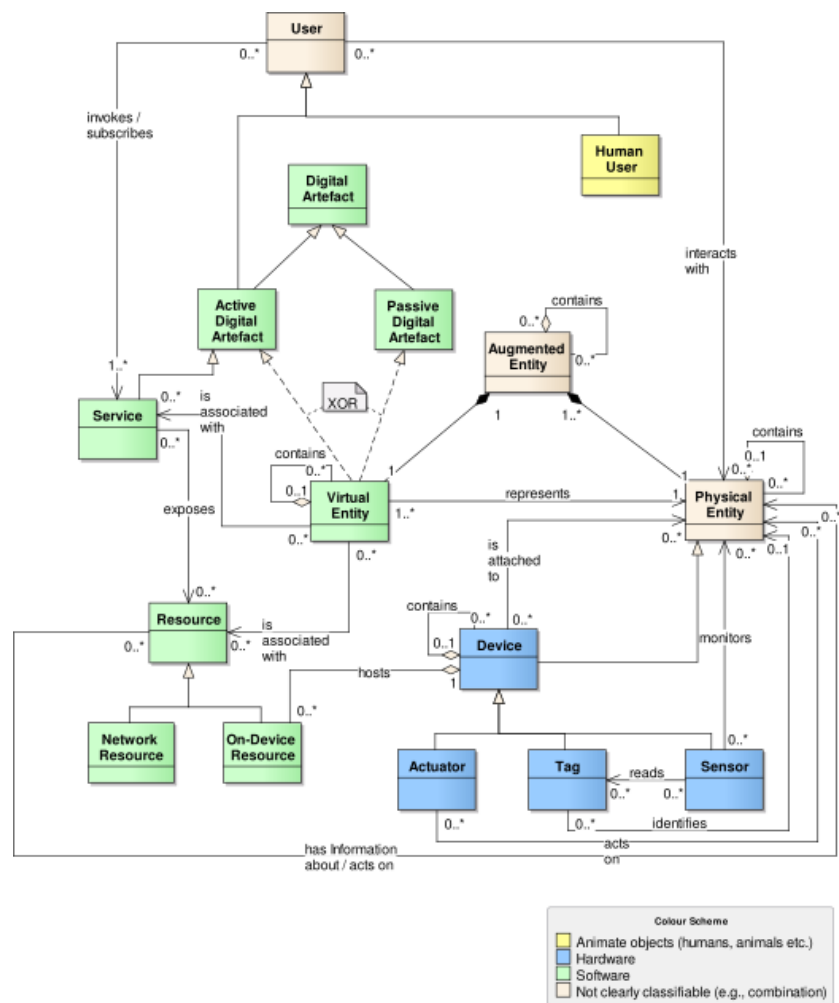 User
0..*
0..*
invokes /
subscribes
Human
User
Digital
Artefact
interacts
with
Active
Digital
Artefact
Passive
Digital
Artefact
contains
0..*
0..*
Augmented
Entity
XOR
1..*
0..*
is
associated
with
1
1..*
Service
0..*
contains
0..*
0..1
Virtual
Entity
0..*
1
1..*
0..*
represents
contains
0..1
0..*
0..*
1
1
Physical
Entity
0..*
0..*
0..1
0..*
exposes
is
attached
to
0..*
Resource
0..*
0..*
is
associated
with
contains
0..*
0..1
0..*
Device
1
monitors
hosts
0..*
Network
Resource
On-Device
Resource
Actuator
Tag
Sensor
0..*
reads
0..*
0..*
0..*
0..*
identifies
has Information
about / acts on
acts
on
Colour Scheme
Animate objects (humans, animals etc.)
Hardware
Software
Not clearly classifiable (e.g., combination)